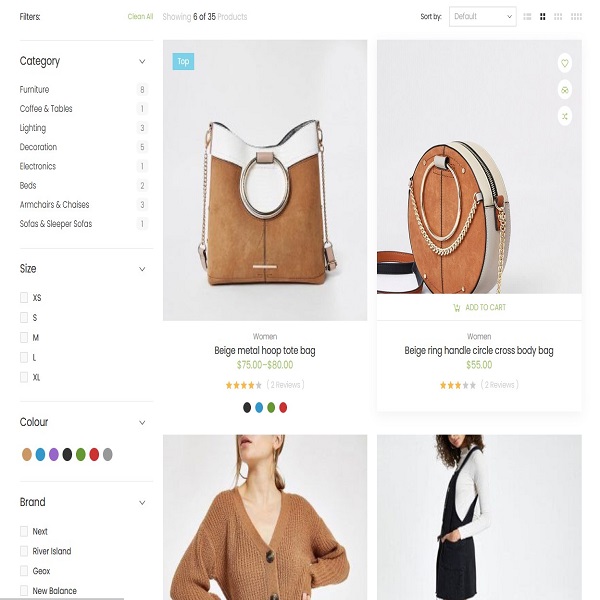 Filters:
Clean All
Showing 6 of 35 Products
Sort by:
Default
Category
Furniture 8
Coffee & Tables 1
Lighting 3
Decoration 5
Electronics 1
Beds 2
Armchairs & Chaises 3
Sofas & Sleeper Sofas 1
Size
XS
S
M
L
XL
Colour
Brand
Next
River Island
Geox
New Balance
Top
Women
Beige metal hoop tote bag
$75.00–$80.00
( 2 Reviews )
ADD TO CART
Women
Beige ring handle circle cross body bag
$55.00
( 2 Reviews )